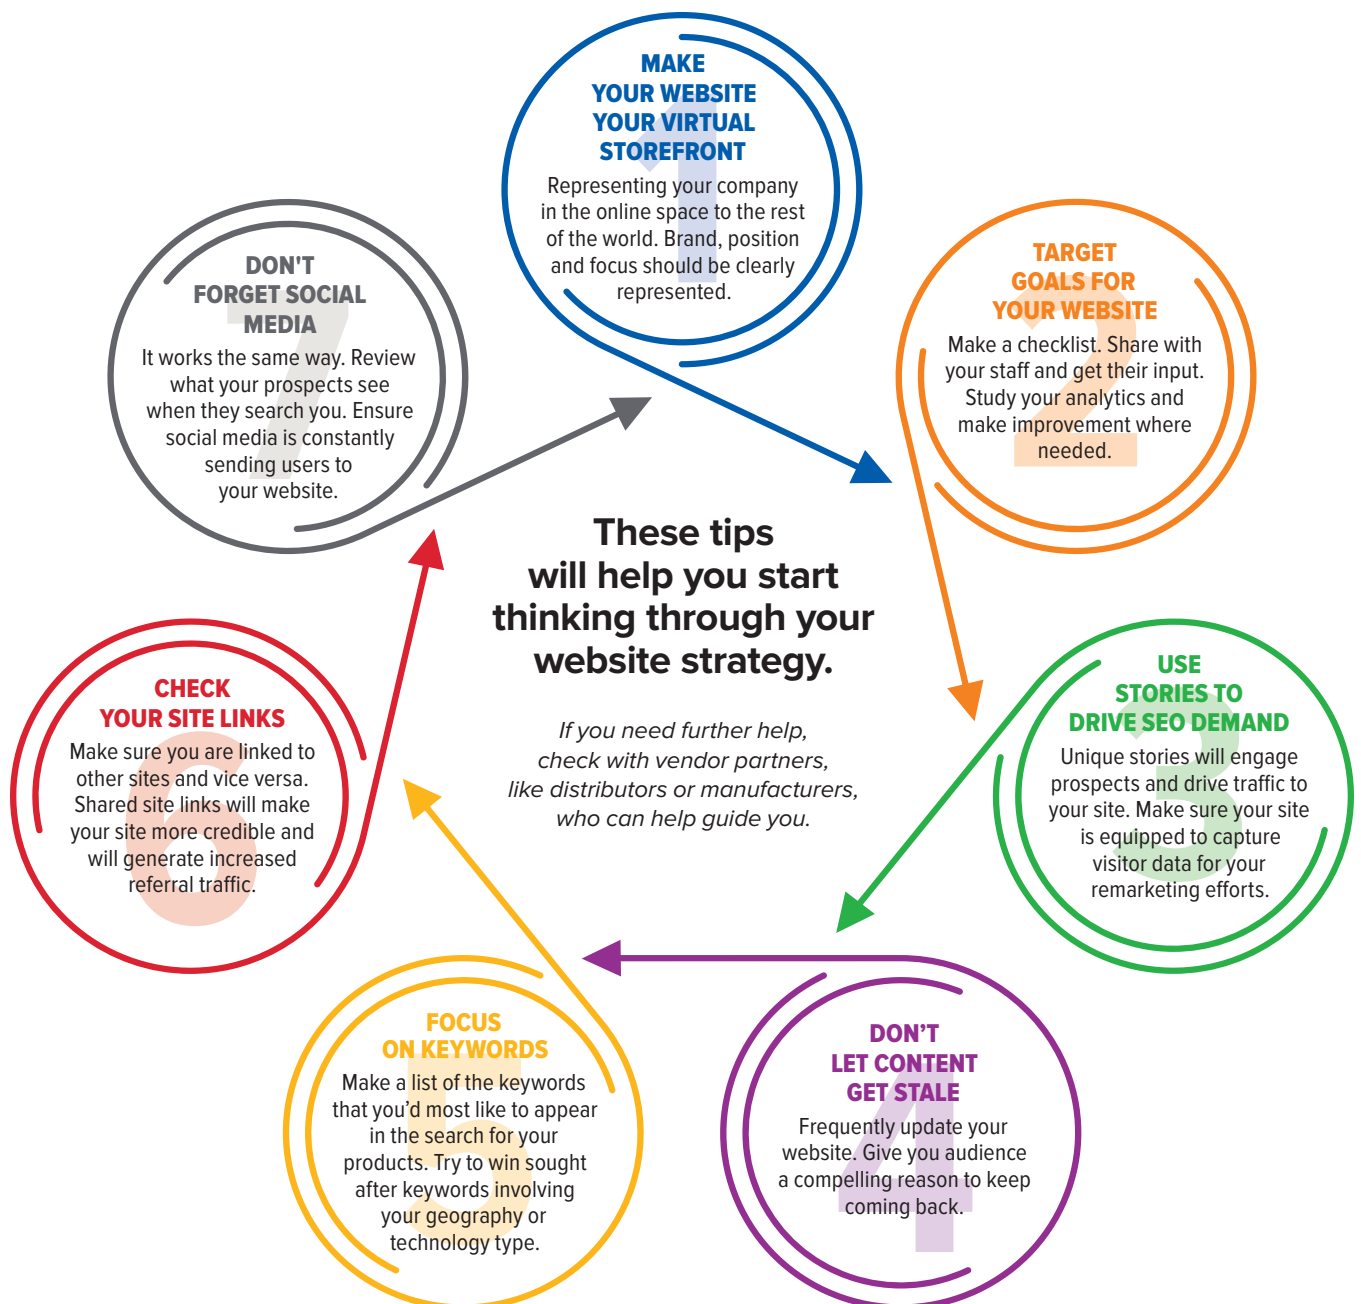 1
MAKE
YOUR WEBSITE
YOUR VIRTUAL
STOREFRONT
Representing your company
in the online space to the rest
of the world. Brand, position
and focus should be clearly
represented.
2
TARGET
GOALS FOR
YOUR WEBSITE
Make a checklist. Share with
your staff and get their input.
Study your analytics and
make improvement where
needed.
3
USE
STORIES TO
DRIVE SEO DEMAND
Unique stories will engage
prospects and drive traffic to
your site. Make sure your site
is equipped to capture
visitor data for your
remarketing efforts.
4
DON’T
LET CONTENT
GET STALE
Frequently update your
website. Give you audience
a compelling reason to keep
coming back.
5
FOCUS
ON KEYWORDS
Make a list of the keywords
that you’d most like to appear
in the search for your
products. Try to win sought
after keywords involving
your geography or
technology type.
6
CHECK
YOUR SITE LINKS
Make sure you are linked to
other sites and vice versa.
Shared site links will make
your site more credible and
will generate increased
referral traffic.
7
DON'T
FORGET SOCIAL
MEDIA
It works the same way. Review
what your prospects see
when they search you. Ensure
social media is constantly
sending users to
your website.
These tips
will help you start
thinking through your
website strategy.
If you need further help,
check with vendor partners,
like distributors or manufacturers,
who can help guide you.